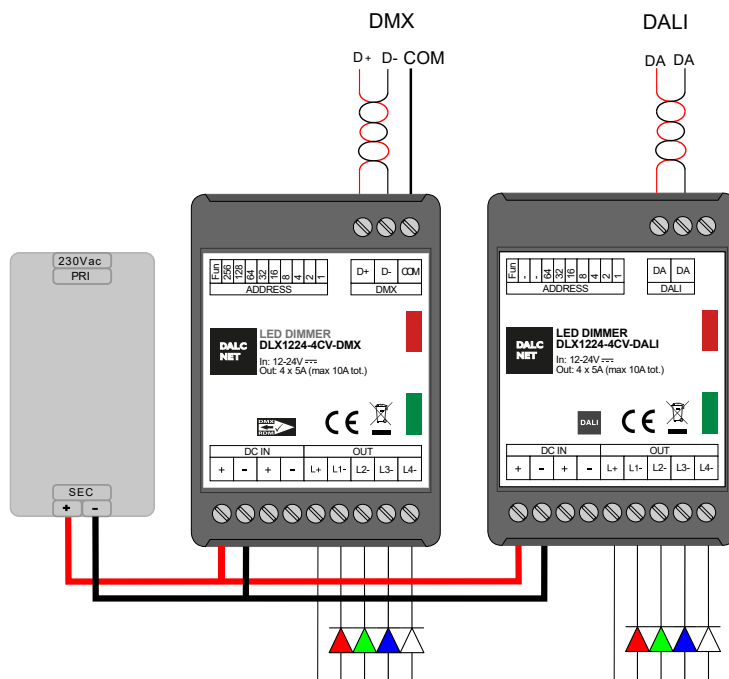 DMX
D+ D- COM
DALI
DA DA
230Vac
PRI
SEC
+ -
Fun 256 128 64 32 16 8 4 2 1
ADDRESS
D+ D- COM
DMX
DALC
NET
LED DIMMER
DLX1224-4CV-DMX
In: 12-24V
Out: 4 x 5A (max 10A tot.)
DMX
RDM
CE
DC IN OUT
+ - + - L+ L1- L2- L3- L4-
Fun - - 64 32 16 8 4 2 1
ADDRESS
DA DA
DALI
DALC
NET
LED DIMMER
DLX1224-4CV-DALI
In: 12-24V
Out: 4 x 5A (max 10A tot.)
DALI
CE
DC IN OUT
+ - + - L+ L1- L2- L3- L4-